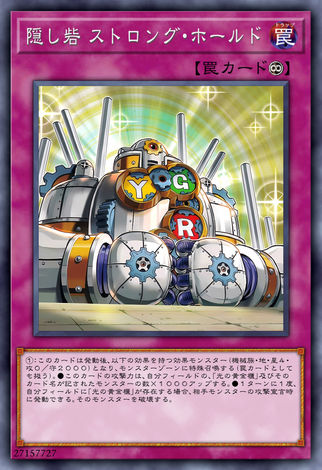 隠し砦 ストロング・ホールド
トラップ
罠
【罠カード】
Y G
R
①:このカードは発動後、以下の効果を持つ効果モンスター(機械族・地・星4・
攻0/守2000)となり、モンスターゾーンに特殊召喚する(罠カードとして
も扱う)。●このカードの攻撃力は、自分フィールドの、「光の黄金櫃」及びその
カード名が記されたモンスターの数×1000アップする。●1ターンに1度、
自分フィールドに「光の黄金櫃」が存在する場合、相手モンスターの攻撃宣言時
に発動できる。そのモンスターを破壊する。
27157727